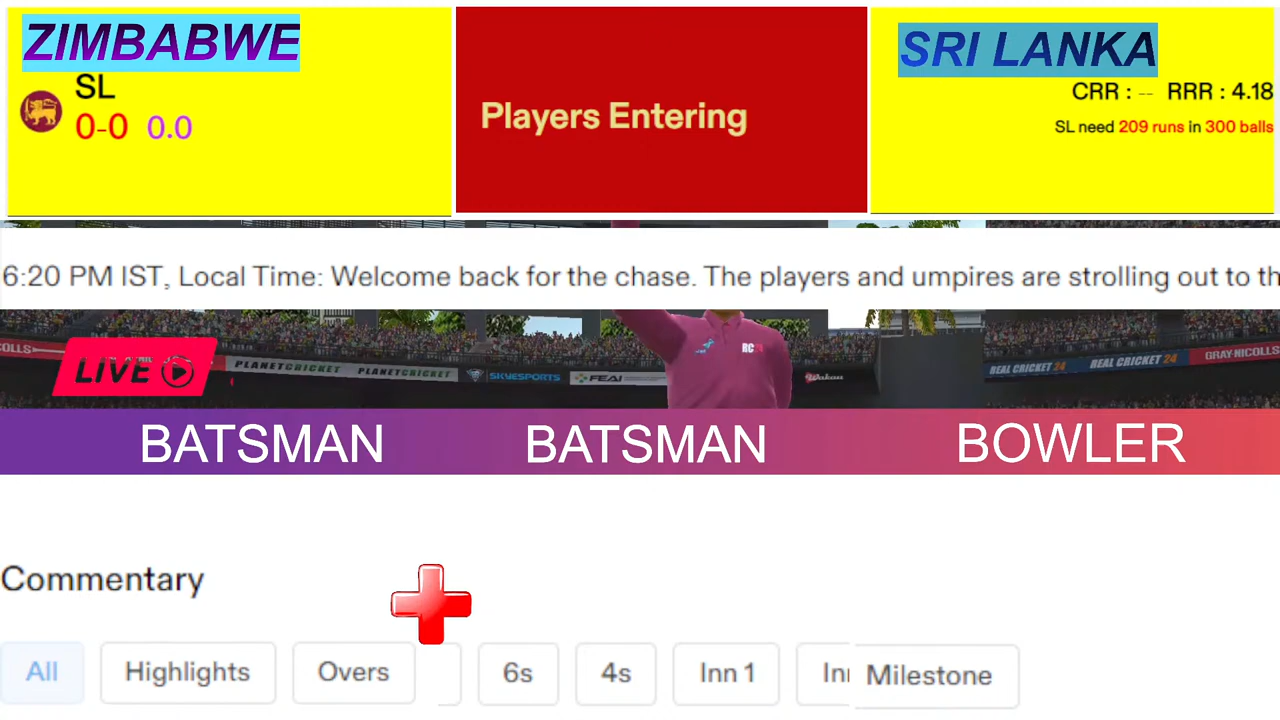 ZIMBABWE
SL
0-0 0.0
Players Entering
SRI LANKA
CRR : -- RRR : 4.18
SL need 209 runs in 300 balls
6:20 PM IST, Local Time: Welcome back for the chase. The players and umpires are strolling out to th
LIVE
PLANETCRICKET PLANETCRICKET
SKYESPORTS
FEAI
RC24
Wakau
REAL CRICKET 24 REAL CRICKET 24
GRAY-NICOLLS
BATSMAN BATSMAN BOWLER
Commentary
All Highlights Overs 6s 4s Inn 1 Milestone